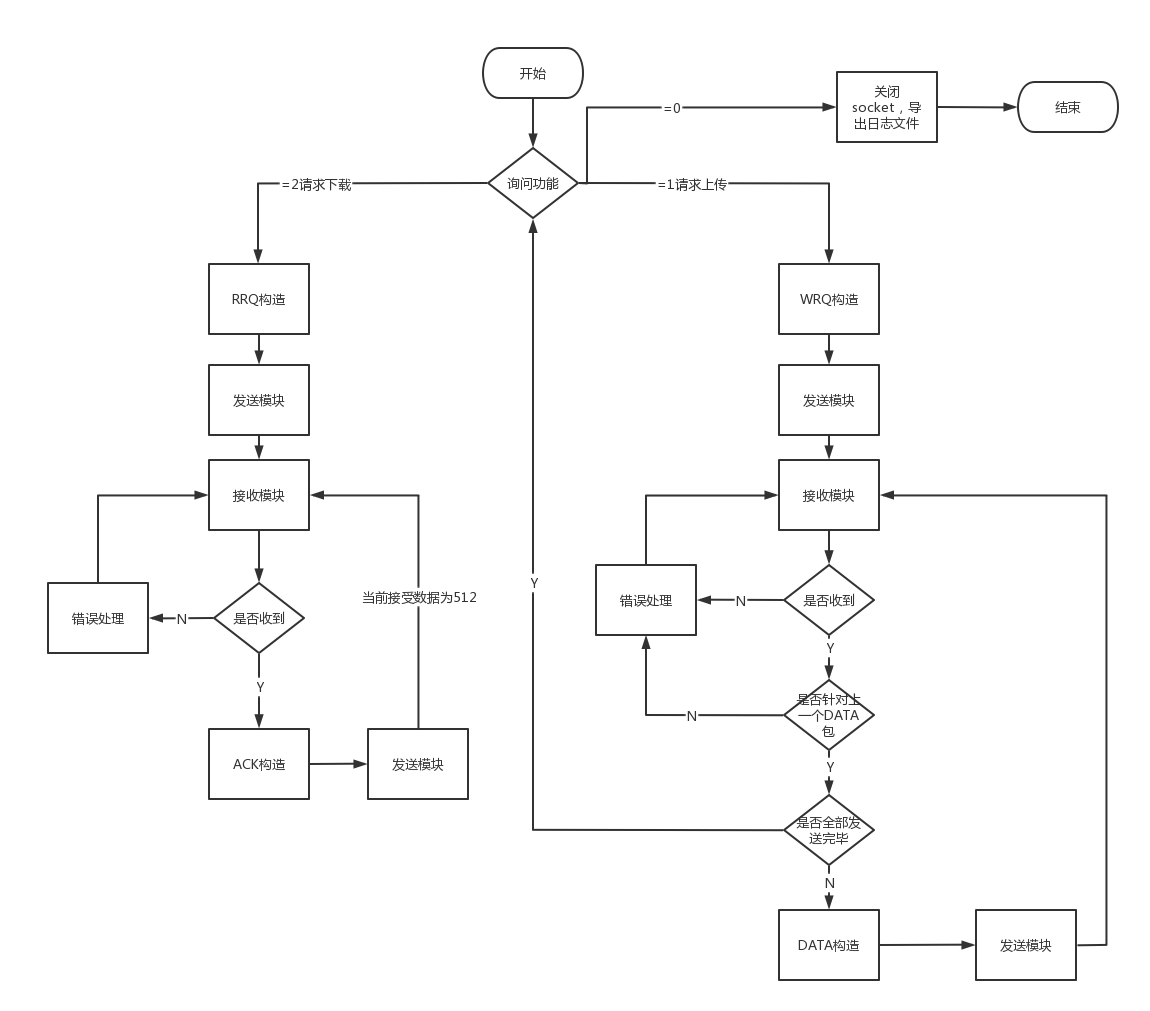 开始
关闭
socket，导
出日志文件
结束
=0
询问功能
=2请求下载
=1请求上传
RRQ构造
WRQ构造
发送模块
发送模块
接收模块
接收模块
当前接受数据为512
Y
错误处理
N
是否收到
错误处理
N
是否收到
Y
Y
N
是否针对上
一个DATA
包
ACK构造
发送模块
Y
是否全部发
送完毕
N
DATA构造
发送模块